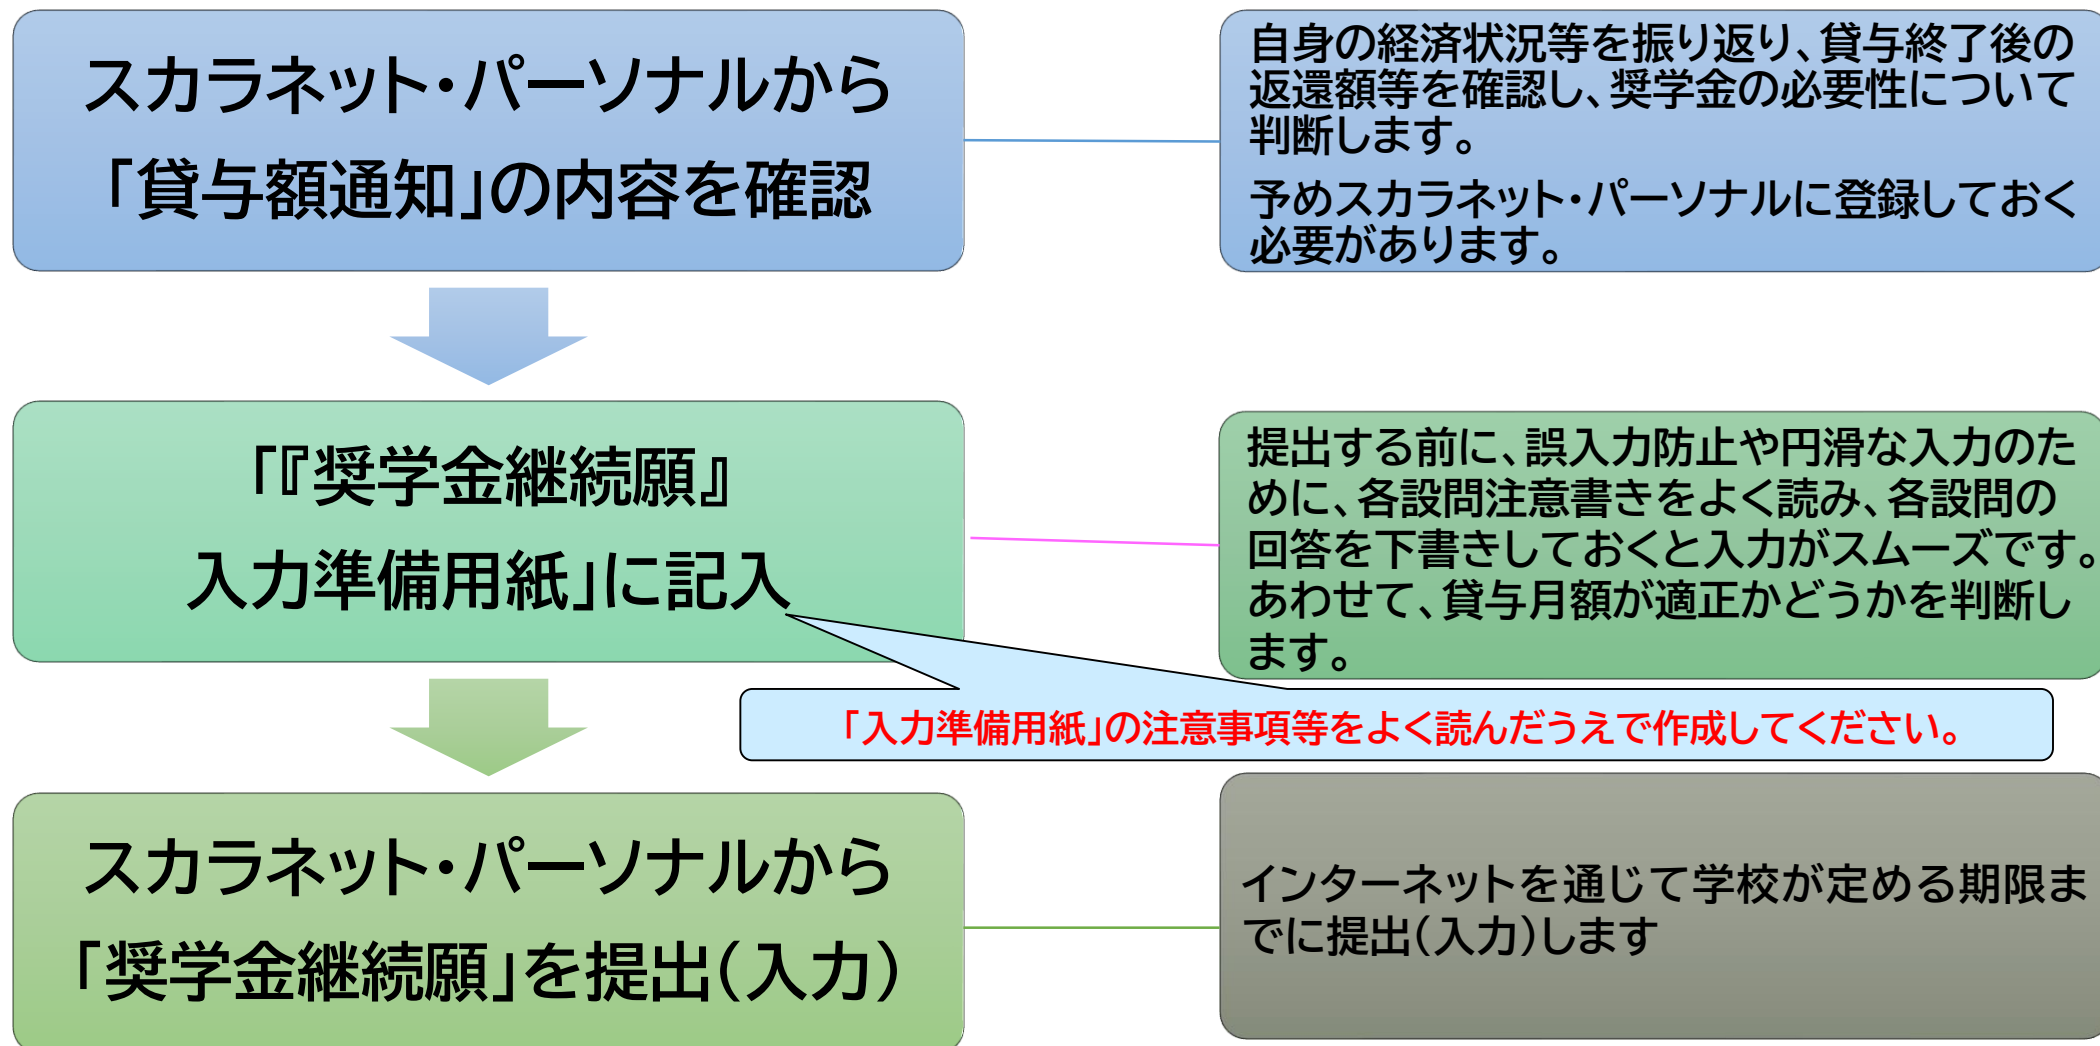 スカラネット・パーソナルから
「貸与額通知」の内容を確認
自身の経済状況等を振り返り、貸与終了後の
返還額等を確認し、奨学金の必要性について
判断します。
予めスカラネット・パーソナルに登録しておく
必要があります。
「『奨学金継続願』
入力準備用紙」に記入
提出する前に、誤入力防止や円滑な入力のた
めに、各設問注意書きをよく読み、各設問の
回答を下書きしておくと入力がスムーズです。
あわせて、貸与月額が適正かどうかを判断し
ます。
「入力準備用紙」の注意事項等をよく読んだうえで作成してください。
スカラネット・パーソナルから
「奨学金継続願」を提出（入力）
インターネットを通じて学校が定める期限ま
でに提出（入力）します